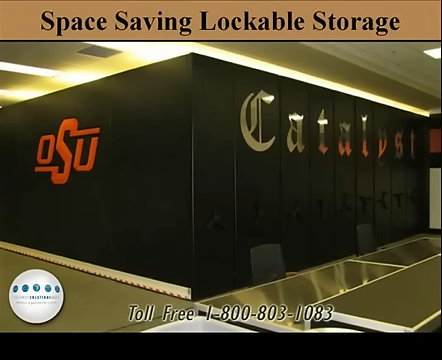 Space Saving Lockable Storage
OSU
Catalyst
Toll Free 1-800-803-1083